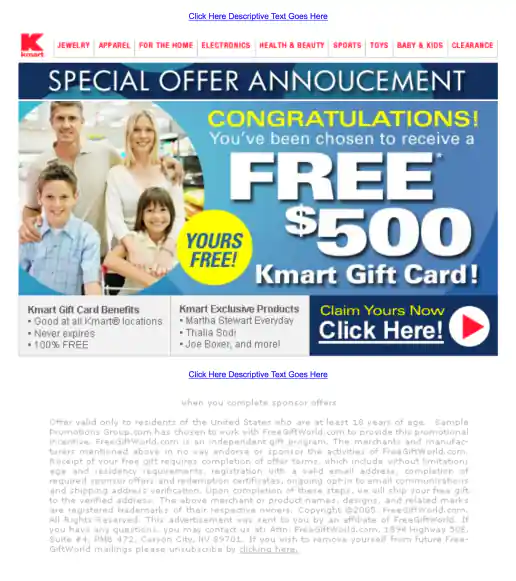 Click Here Descriptive Text Goes Here
K
kmart
JEWELRY APPAREL FOR THE HOME ELECTRONICS HEALTH & BEAUTY SPORTS TOYS BABY & KIDS CLEARANCE
SPECIAL OFFER ANNOUCEMENT
CONGRATULATIONS!
You've been chosen to receive a
FREE*
$500
YOURS
FREE!
Kmart Gift Card!
Kmart Gift Card Benefits
• Good at all Kmart® locations
• Never expires
• 100% FREE
Kmart Exclusive Products
• Martha Stewart Everyday
• Thalia Sodi
• Joe Boxer, and more!
Claim Yours Now
Click Here!
Click Here Descriptive Text Goes Here
when you complete sponsor offers
Offer valid only to residents of the United States who are at least 18 years of age. Sample
Promotions Group.com has chosen to work with FreeGiftWorld.com to provide this promotional
incentive. FreeGiftWorld.com is an independent gift program. The merchants and manufac-
turers mentioned above in no way endorse or sponsor the activities of FreeGiftWorld.com.
Receipt of your free gift requires completion of offer terms, which include without limitation:
age and residency requirements, registration with a valid email address, completion of
required sponsor offers and redemption certificates, ongoing opt-in to email communications
and shipping address verification. Upon completion of these steps, we will ship your free gift
to the verified address. The above merchant or product names, designs, and related marks
are registered trademarks of their respective owners. Copyright ©2005. FreeGiftWorld.com.
All Rights Reserved. This advertisement was sent to you by an affiliate of FreeGiftWorld. If
you have any questions, you may contact us at: Attn: FreeGiftWorld.com, 1894 Highway 50E,
Suite #4, PMB 472, Carson City, NV 89701. If you wish to remove yourself from future Free-
GiftWorld mailings please unsubscribe by clicking here.